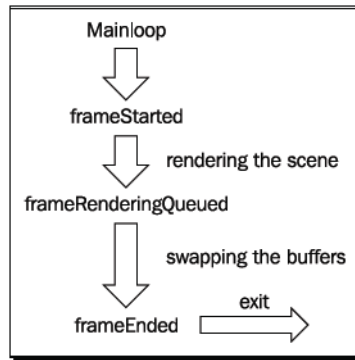 Mainloop
frameStarted
rendering the scene
frameRenderingQueued
swapping the buffers
exit
frameEnded